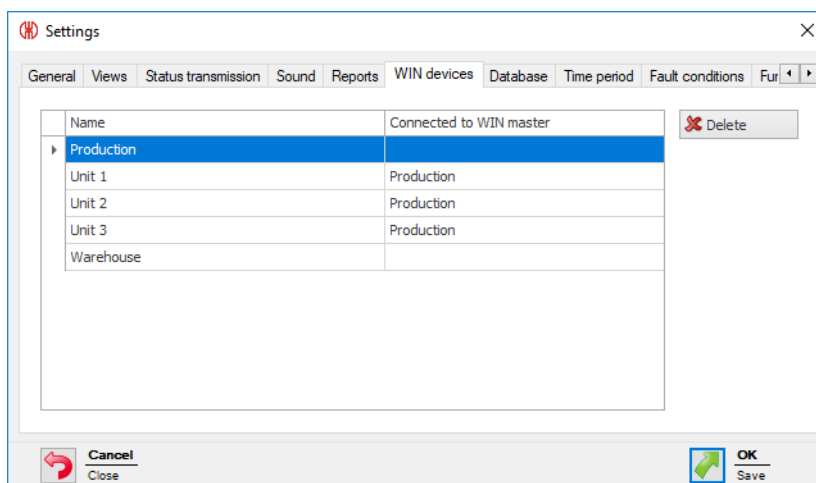 Settings
General Views Status transmission Sound Reports WIN devices Database Time period Fault conditions Fur
Name Connected to WIN master
Delete
Production
Unit 1 Production
Unit 2 Production
Unit 3 Production
Warehouse
Cancel
Close
OK
Save